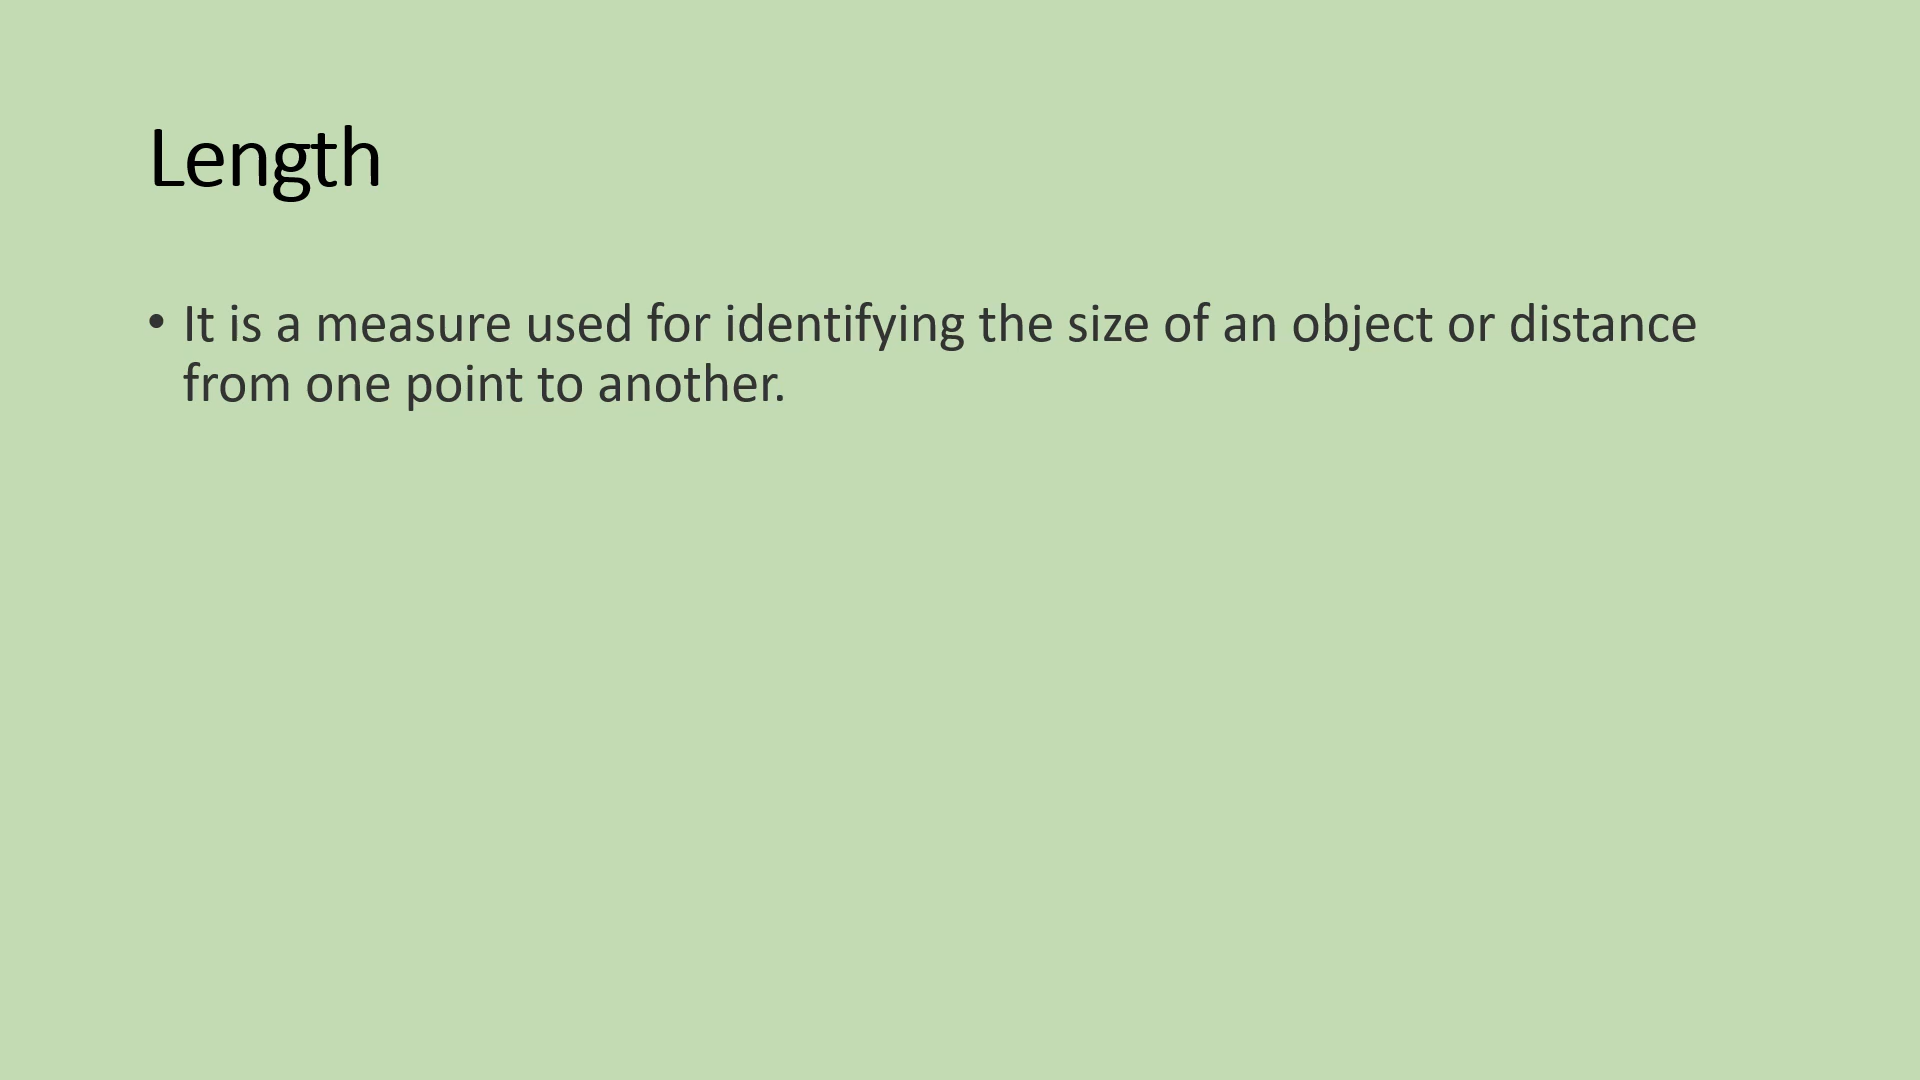 Length
• It is a measure used for identifying the size of an object or distance
from one point to another.